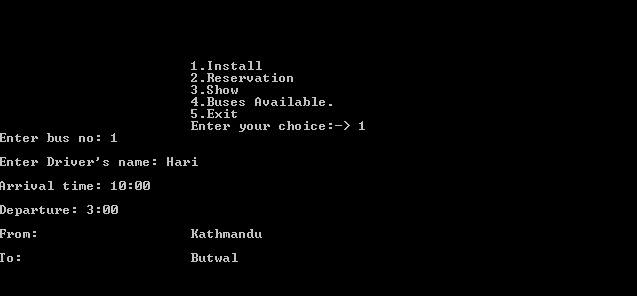 1.Install
2.Reservation
3.Show
4.Buses Available.
5.Exit
Enter your choice:-> 1
Enter bus no: 1
Enter Driver's name: Hari
Arrival time: 10:00
Departure: 3:00
From: Kathmandu
To: Butwal